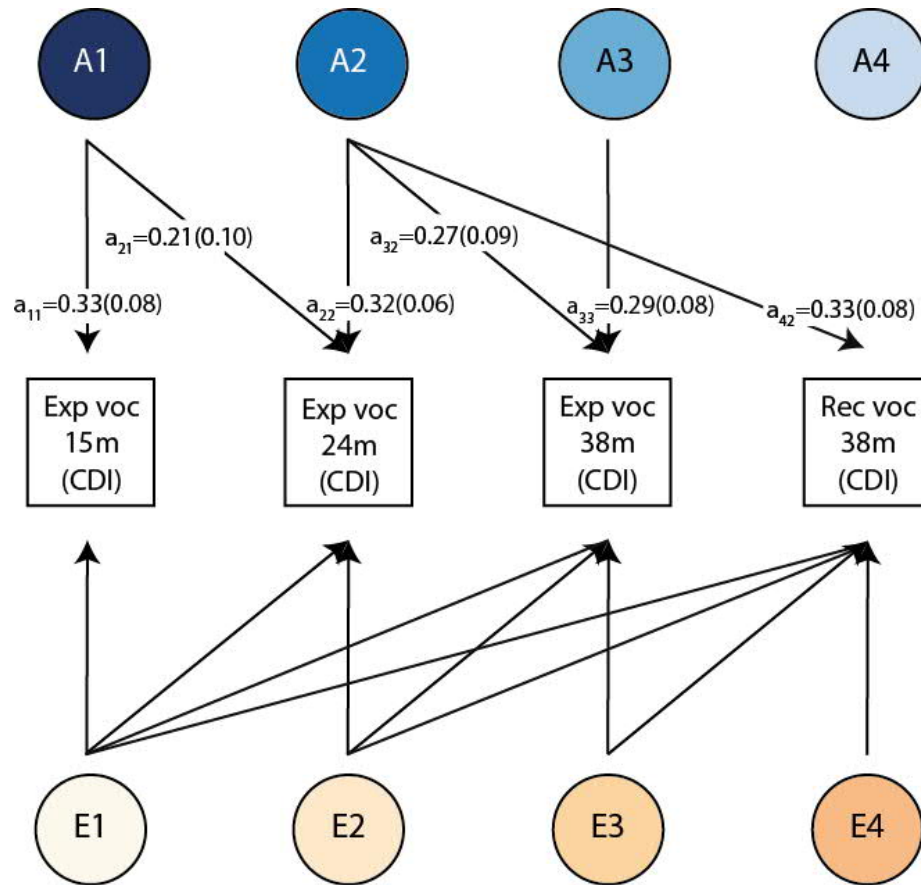 A1
A2
A3
A4
a21=0.21(0.10)
a32=0.27(0.09)
a11=0.33(0.08)
a22=0.32(0.06)
a33=0.29(0.08)
a42=0.33(0.08)
Exp voc
15m
(CDI)
Exp voc
24m
(CDI)
Exp voc
38m
(CDI)
Rec voc
38m
(CDI)
E1
E2
E3
E4